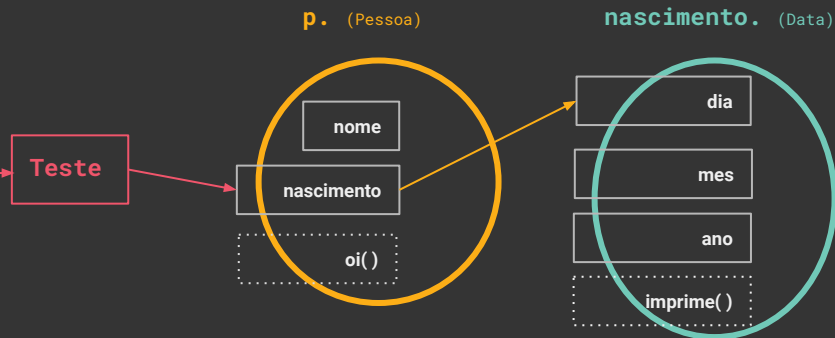 p. (Pessoa)
nascimento. (Data)
Teste
nome
nascimento
oi()
dia
mes
ano
imprime()